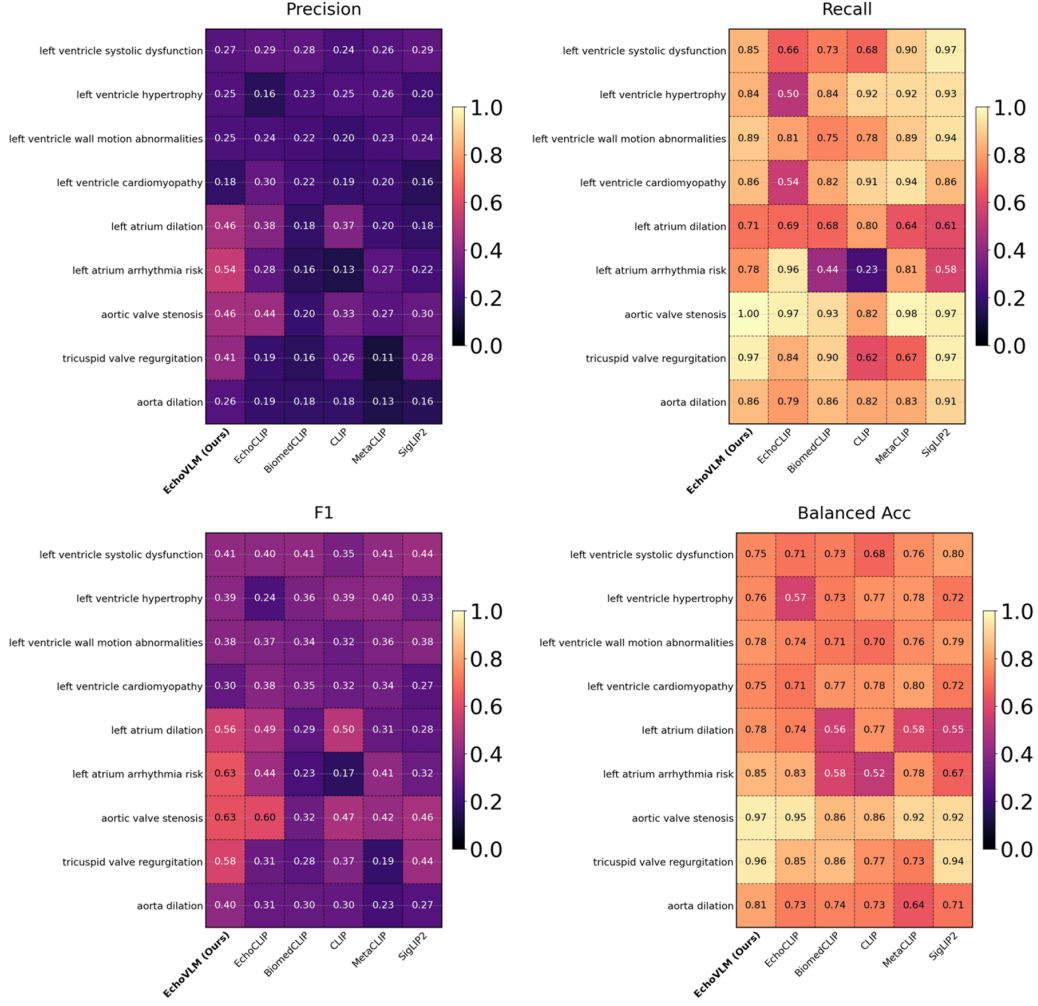 Precision
left ventricle systolic dysfunction 0.27 0.29 0.28 0.24 0.26 0.29
left ventricle hypertrophy 0.25 0.16 0.23 0.25 0.26 0.20
left ventricle wall motion abnormalities 0.25 0.24 0.22 0.20 0.23 0.24
left ventricle cardiomyopathy 0.18 0.30 0.22 0.19 0.20 0.16
left atrium dilation 0.46 0.38 0.18 0.37 0.20 0.18
left atrium arrhythmia risk 0.54 0.28 0.16 0.13 0.27 0.22
aortic valve stenosis 0.46 0.44 0.20 0.33 0.27 0.30
tricuspid valve regurgitation 0.41 0.19 0.16 0.26 0.11 0.28
aorta dilation 0.26 0.19 0.18 0.18 0.13 0.16
EchoVLM (Ours) EchoCLIP BiomedCLIP CLIP MetaCLIP SigLIP2
1.0
0.8
0.6
0.4
0.2
0.0
Recall
left ventricle systolic dysfunction 0.85 0.66 0.73 0.68 0.90 0.97
left ventricle hypertrophy 0.84 0.50 0.84 0.92 0.92 0.93
left ventricle wall motion abnormalities 0.89 0.81 0.75 0.78 0.89 0.94
left ventricle cardiomyopathy 0.86 0.54 0.82 0.91 0.94 0.86
left atrium dilation 0.71 0.69 0.68 0.80 0.64 0.61
left atrium arrhythmia risk 0.78 0.96 0.44 0.23 0.81 0.58
aortic valve stenosis 1.00 0.97 0.93 0.82 0.98 0.97
tricuspid valve regurgitation 0.97 0.84 0.90 0.62 0.67 0.97
aorta dilation 0.86 0.79 0.86 0.82 0.83 0.91
EchoVLM (Ours) EchoCLIP BiomedCLIP CLIP MetaCLIP SigLIP2
1.0
0.8
0.6
0.4
0.2
0.0
F1
left ventricle systolic dysfunction 0.41 0.40 0.41 0.35 0.41 0.44
left ventricle hypertrophy 0.39 0.24 0.36 0.39 0.40 0.33
left ventricle wall motion abnormalities 0.38 0.37 0.34 0.32 0.36 0.38
left ventricle cardiomyopathy 0.30 0.38 0.35 0.32 0.34 0.27
left atrium dilation 0.56 0.49 0.29 0.50 0.31 0.28
left atrium arrhythmia risk 0.63 0.44 0.23 0.17 0.41 0.32
aortic valve stenosis 0.63 0.60 0.32 0.47 0.42 0.46
tricuspid valve regurgitation 0.58 0.31 0.28 0.37 0.19 0.44
aorta dilation 0.40 0.31 0.30 0.30 0.23 0.27
EchoVLM (Ours) EchoCLIP BiomedCLIP CLIP MetaCLIP SigLIP2
1.0
0.8
0.6
0.4
0.2
0.0
Balanced Acc
left ventricle systolic dysfunction 0.75 0.71 0.73 0.68 0.76 0.80
left ventricle hypertrophy 0.76 0.57 0.73 0.77 0.78 0.72
left ventricle wall motion abnormalities 0.78 0.74 0.71 0.70 0.76 0.79
left ventricle cardiomyopathy 0.75 0.71 0.77 0.78 0.80 0.72
left atrium dilation 0.78 0.74 0.56 0.77 0.58 0.55
left atrium arrhythmia risk 0.85 0.83 0.58 0.52 0.78 0.67
aortic valve stenosis 0.97 0.95 0.86 0.86 0.92 0.92
tricuspid valve regurgitation 0.96 0.85 0.86 0.77 0.73 0.94
aorta dilation 0.81 0.73 0.74 0.73 0.64 0.71
EchoVLM (Ours) EchoCLIP BiomedCLIP CLIP MetaCLIP SigLIP2
1.0
0.8
0.6
0.4
0.2
0.0